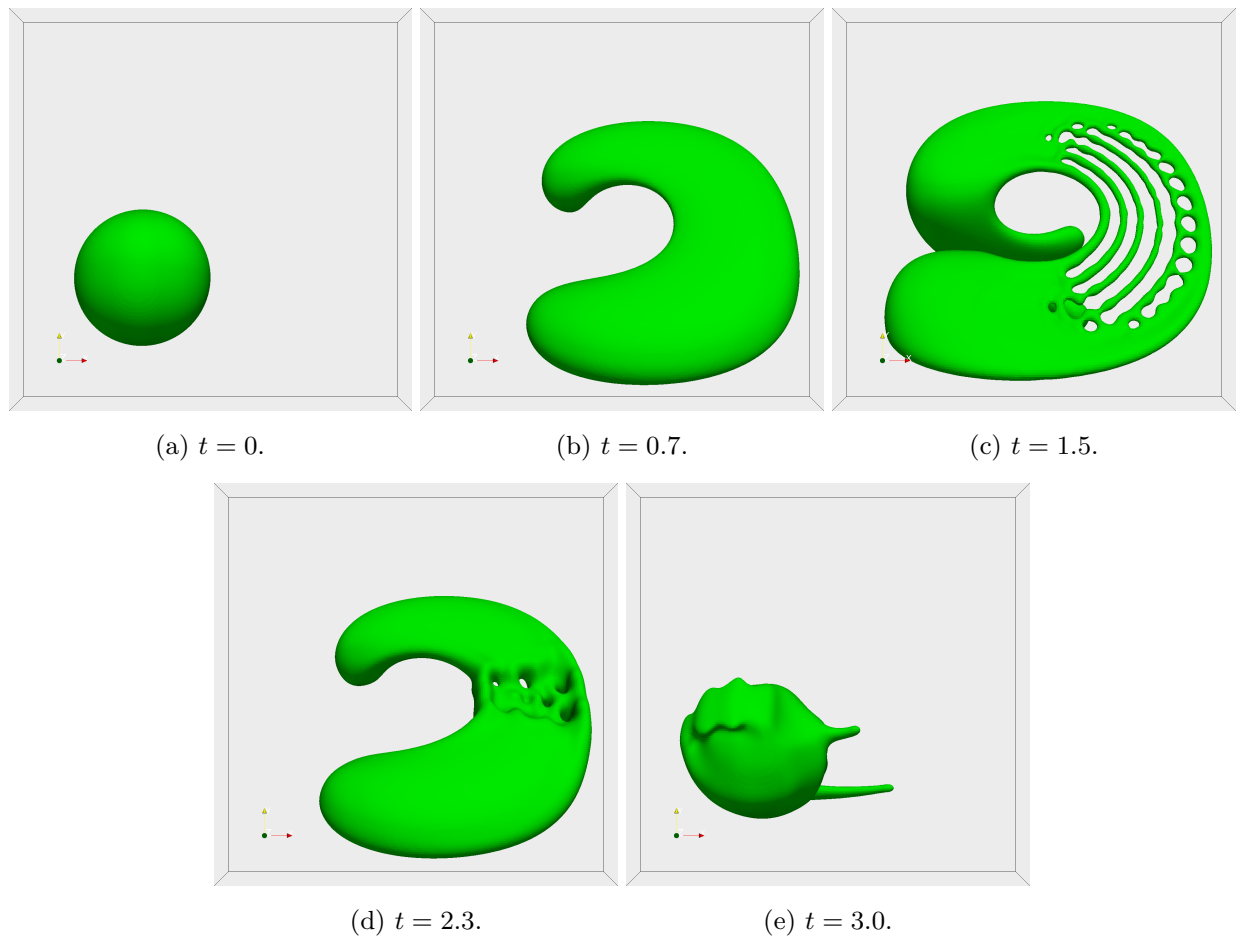 (a) t = 0.
(b) t = 0.7.
(c) t = 1.5.
(d) t = 2.3.
(e) t = 3.0.